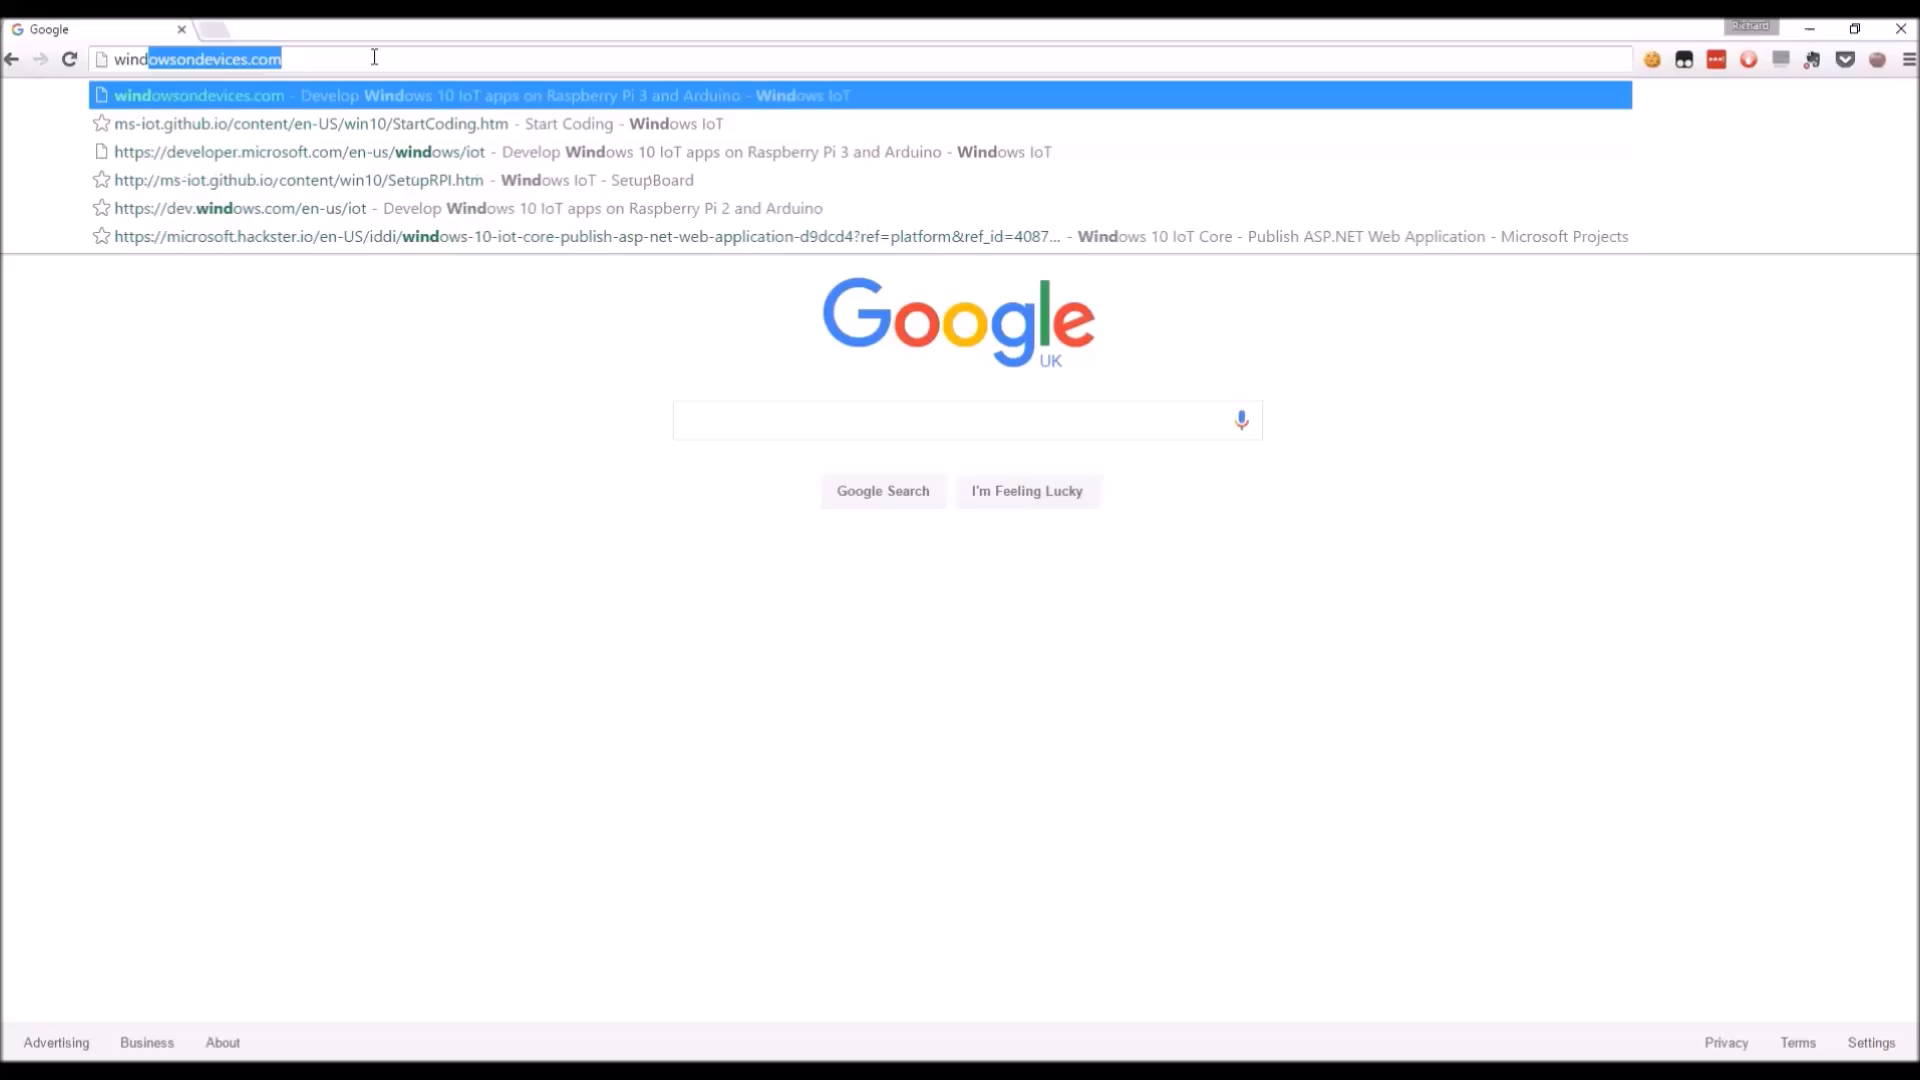 Google
Richard
windowsondevices.com
windowsondevices.com - Develop Windows 10 IoT apps on Raspberry Pi 3 and Arduino - Windows IoT
ms-iot.github.io/content/en-US/win10/StartCoding.htm - Start Coding - Windows IoT
https://developer.microsoft.com/en-us/windows/iot - Develop Windows 10 IoT apps on Raspberry Pi 3 and Arduino - Windows IoT
http://ms-iot.github.io/content/win10/SetupRPI.htm - Windows IoT - SetupBoard
https://dev.windows.com/en-us/iot - Develop Windows 10 IoT apps on Raspberry Pi 2 and Arduino
https://microsoft.hackster.io/en-US/iddi/windows-10-iot-core-publish-asp-net-web-application-d9dcd4?ref=platform&ref_id=4087... - Windows 10 IoT Core - Publish ASP.NET Web Application - Microsoft Projects
Google
UK
Google Search I'm Feeling Lucky
Advertising Business About Privacy Terms Settings